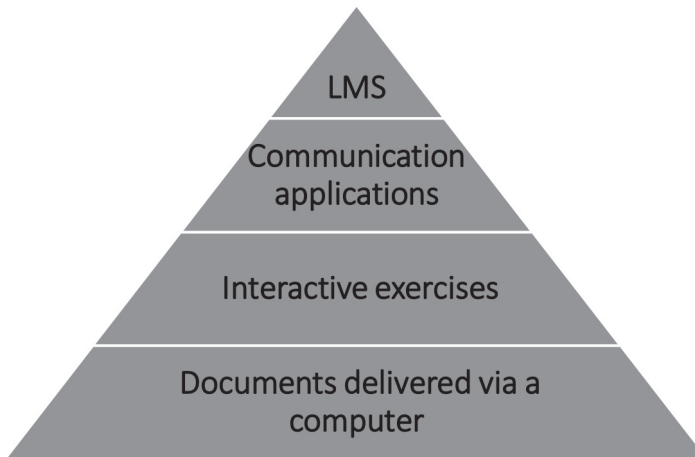 LMS
Communication
applications
Interactive exercises
Documents delivered via a
computer